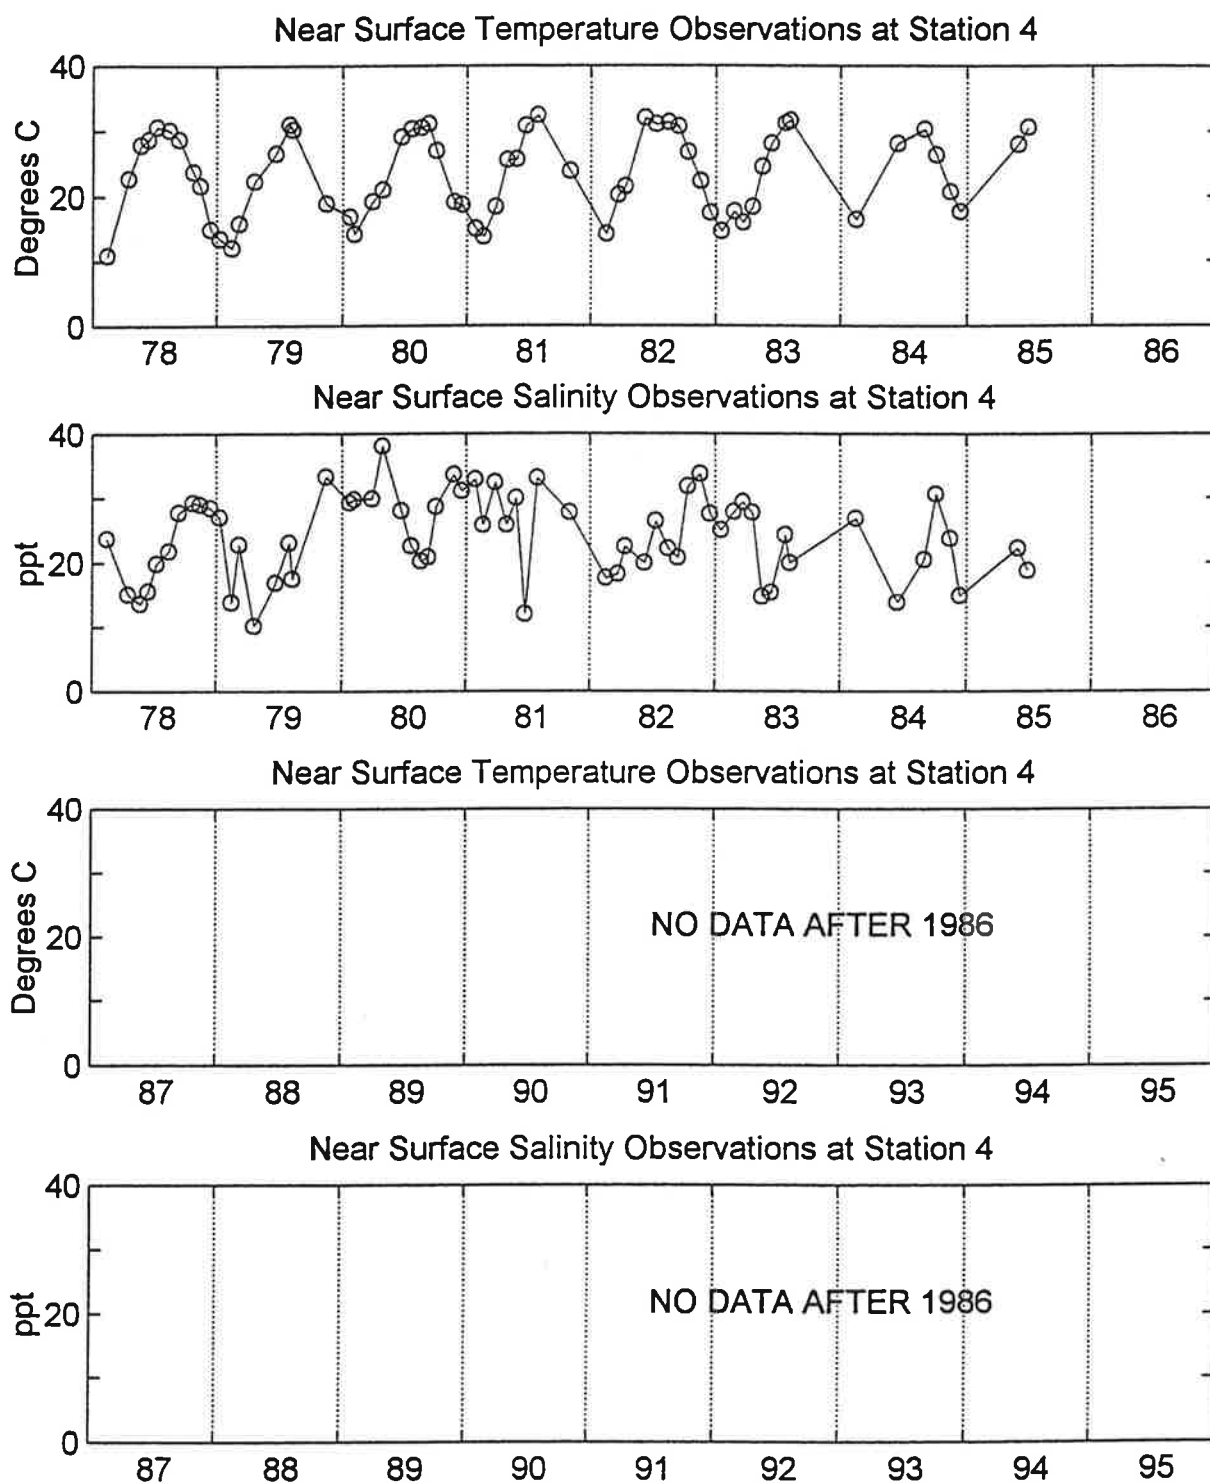 Near Surface Temperature Observations at Station 4
40
20
0
Degrees C
78 79 80 81 82 83 84 85 86
Near Surface Salinity Observations at Station 4
40
20
0
ppt
78 79 80 81 82 83 84 85 86
Near Surface Temperature Observations at Station 4
40
20
0
Degrees C
NO DATA AFTER 1986
87 88 89 90 91 92 93 94 95
Near Surface Salinity Observations at Station 4
40
20
0
ppt
NO DATA AFTER 1986
87 88 89 90 91 92 93 94 95